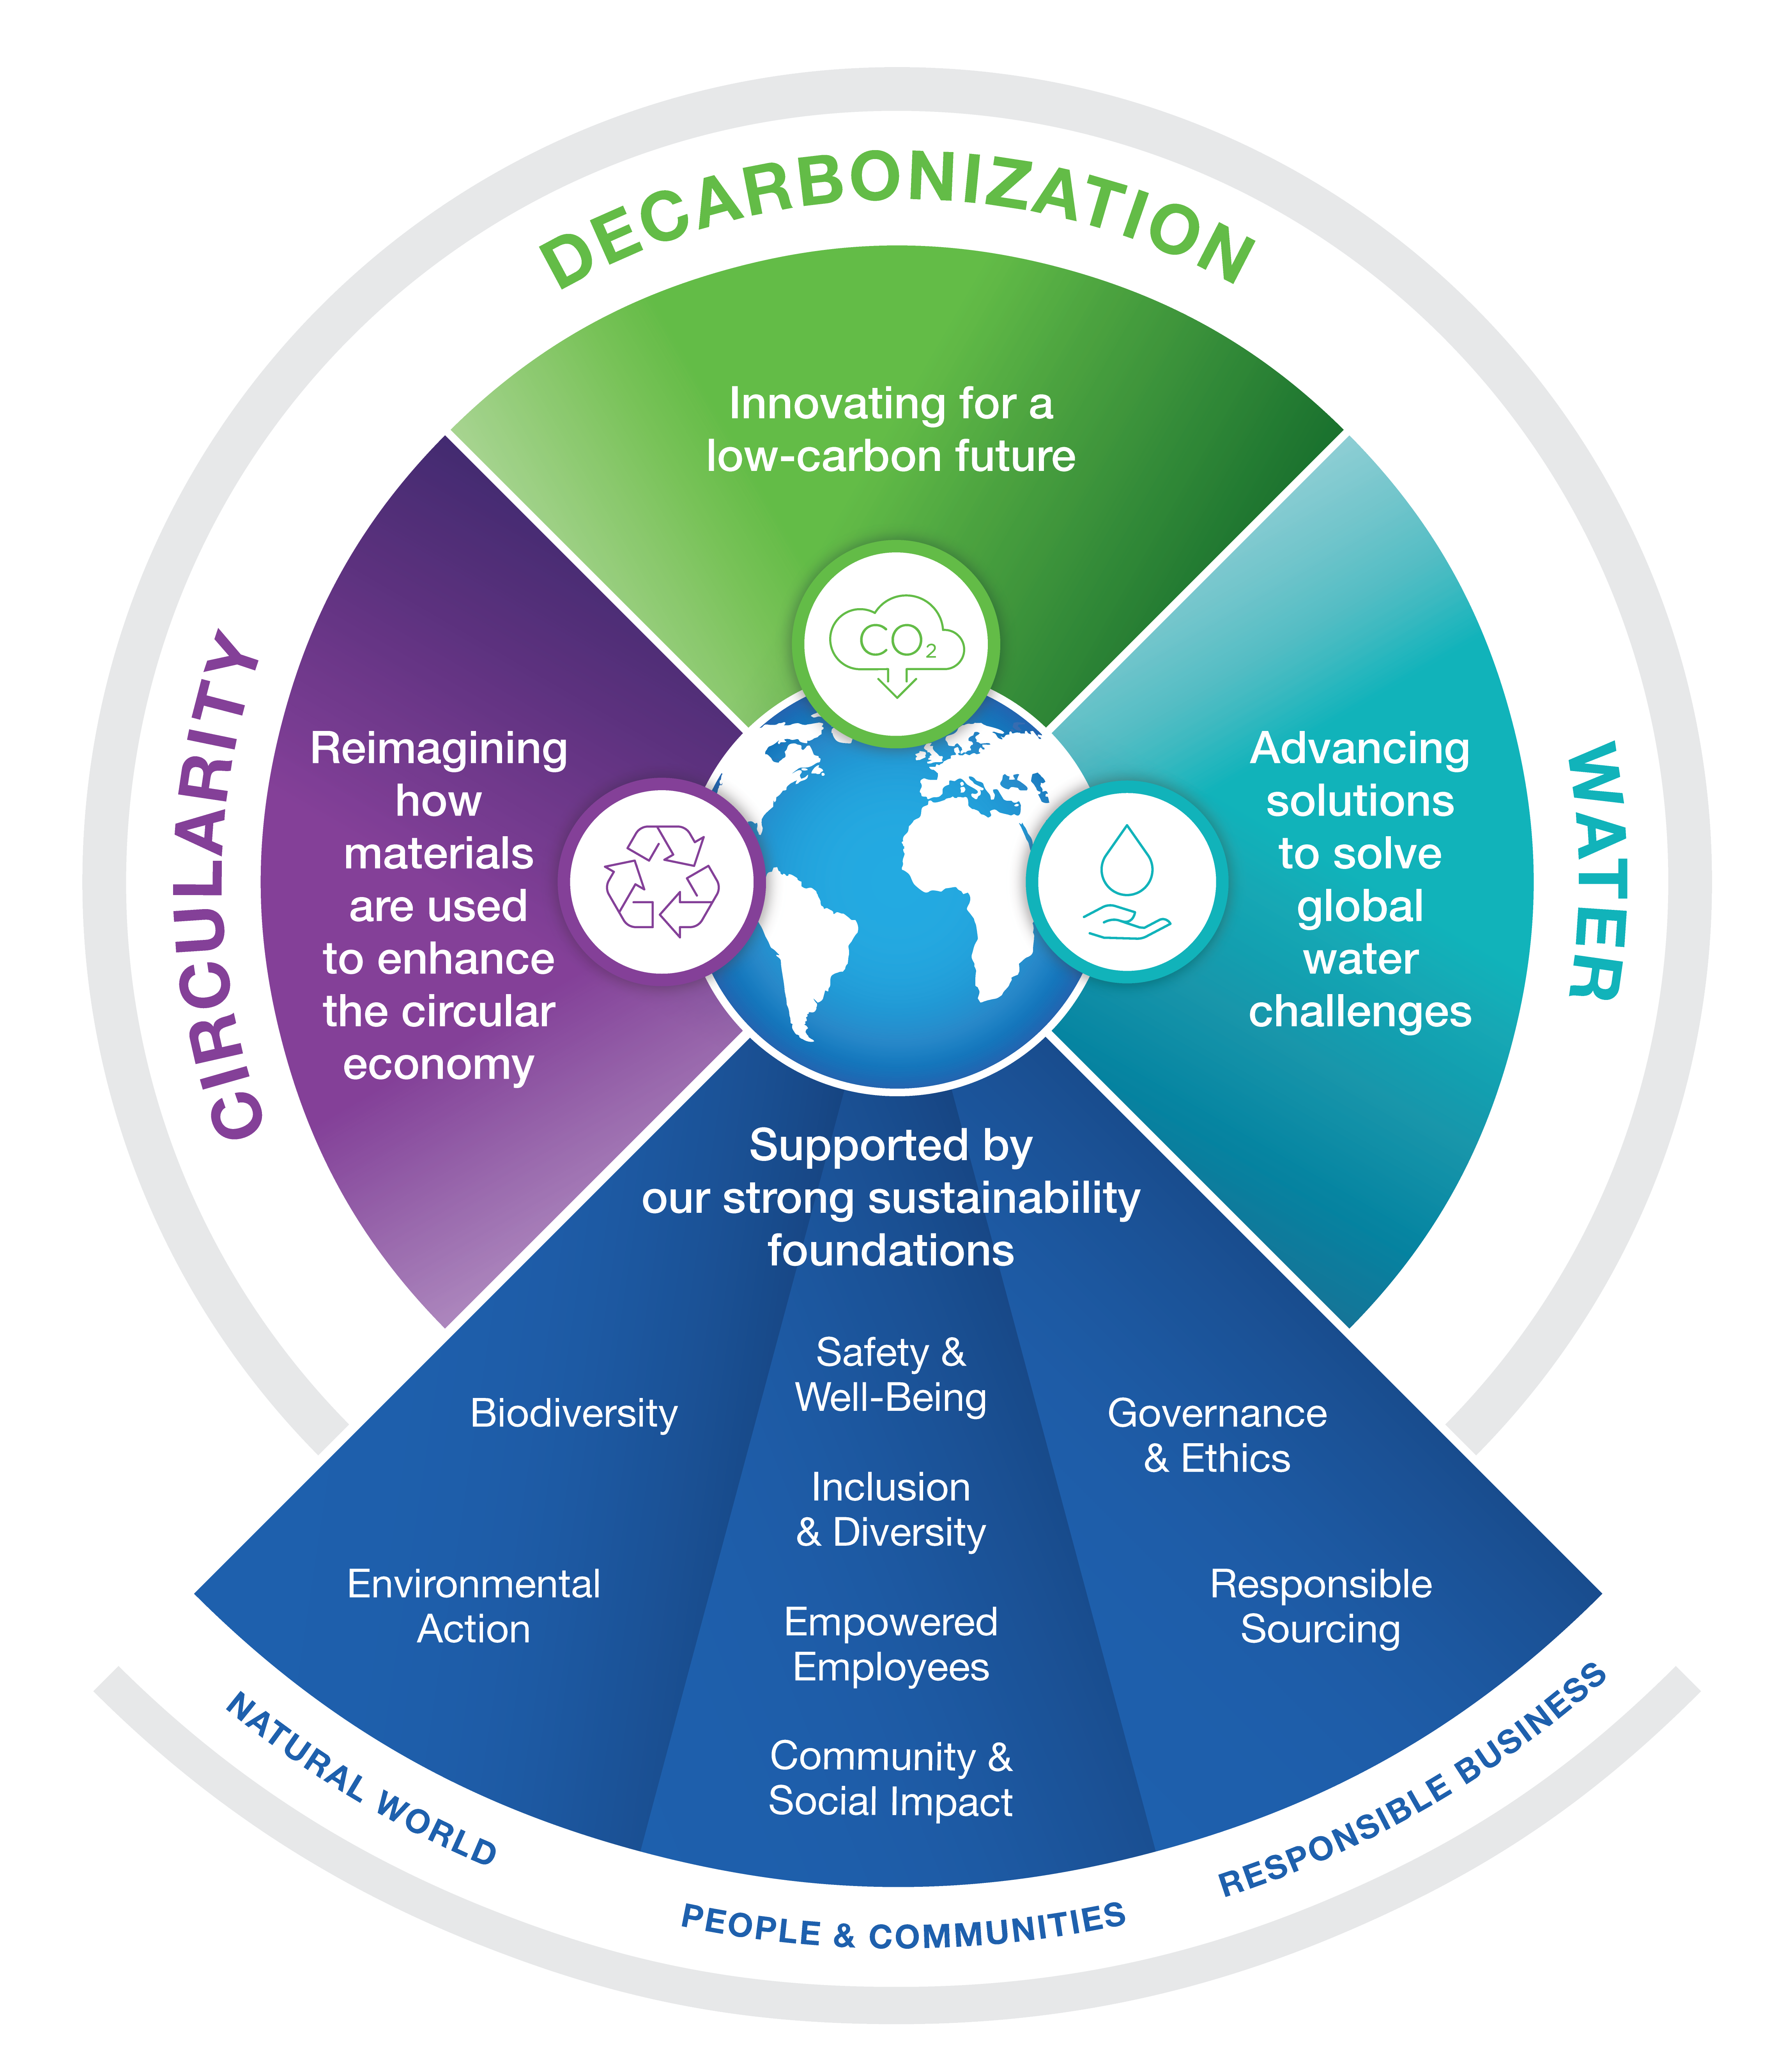 DECARBONIZATION
Innovating for a
low-carbon future
CO2
CIRCULARITY
Reimagining
how
materials
are used
to enhance
the circular
economy
WATER
Advancing
solutions
to solve
global
water
challenges
Supported by
our strong sustainability
foundations
Biodiversity
Environmental
Action
NATURAL WORLD
Safety &
Well-Being
Inclusion
& Diversity
Empowered
Employees
Community &
Social Impact
PEOPLE & COMMUNITIES
Governance
& Ethics
Responsible
Sourcing
RESPONSIBLE BUSINESS